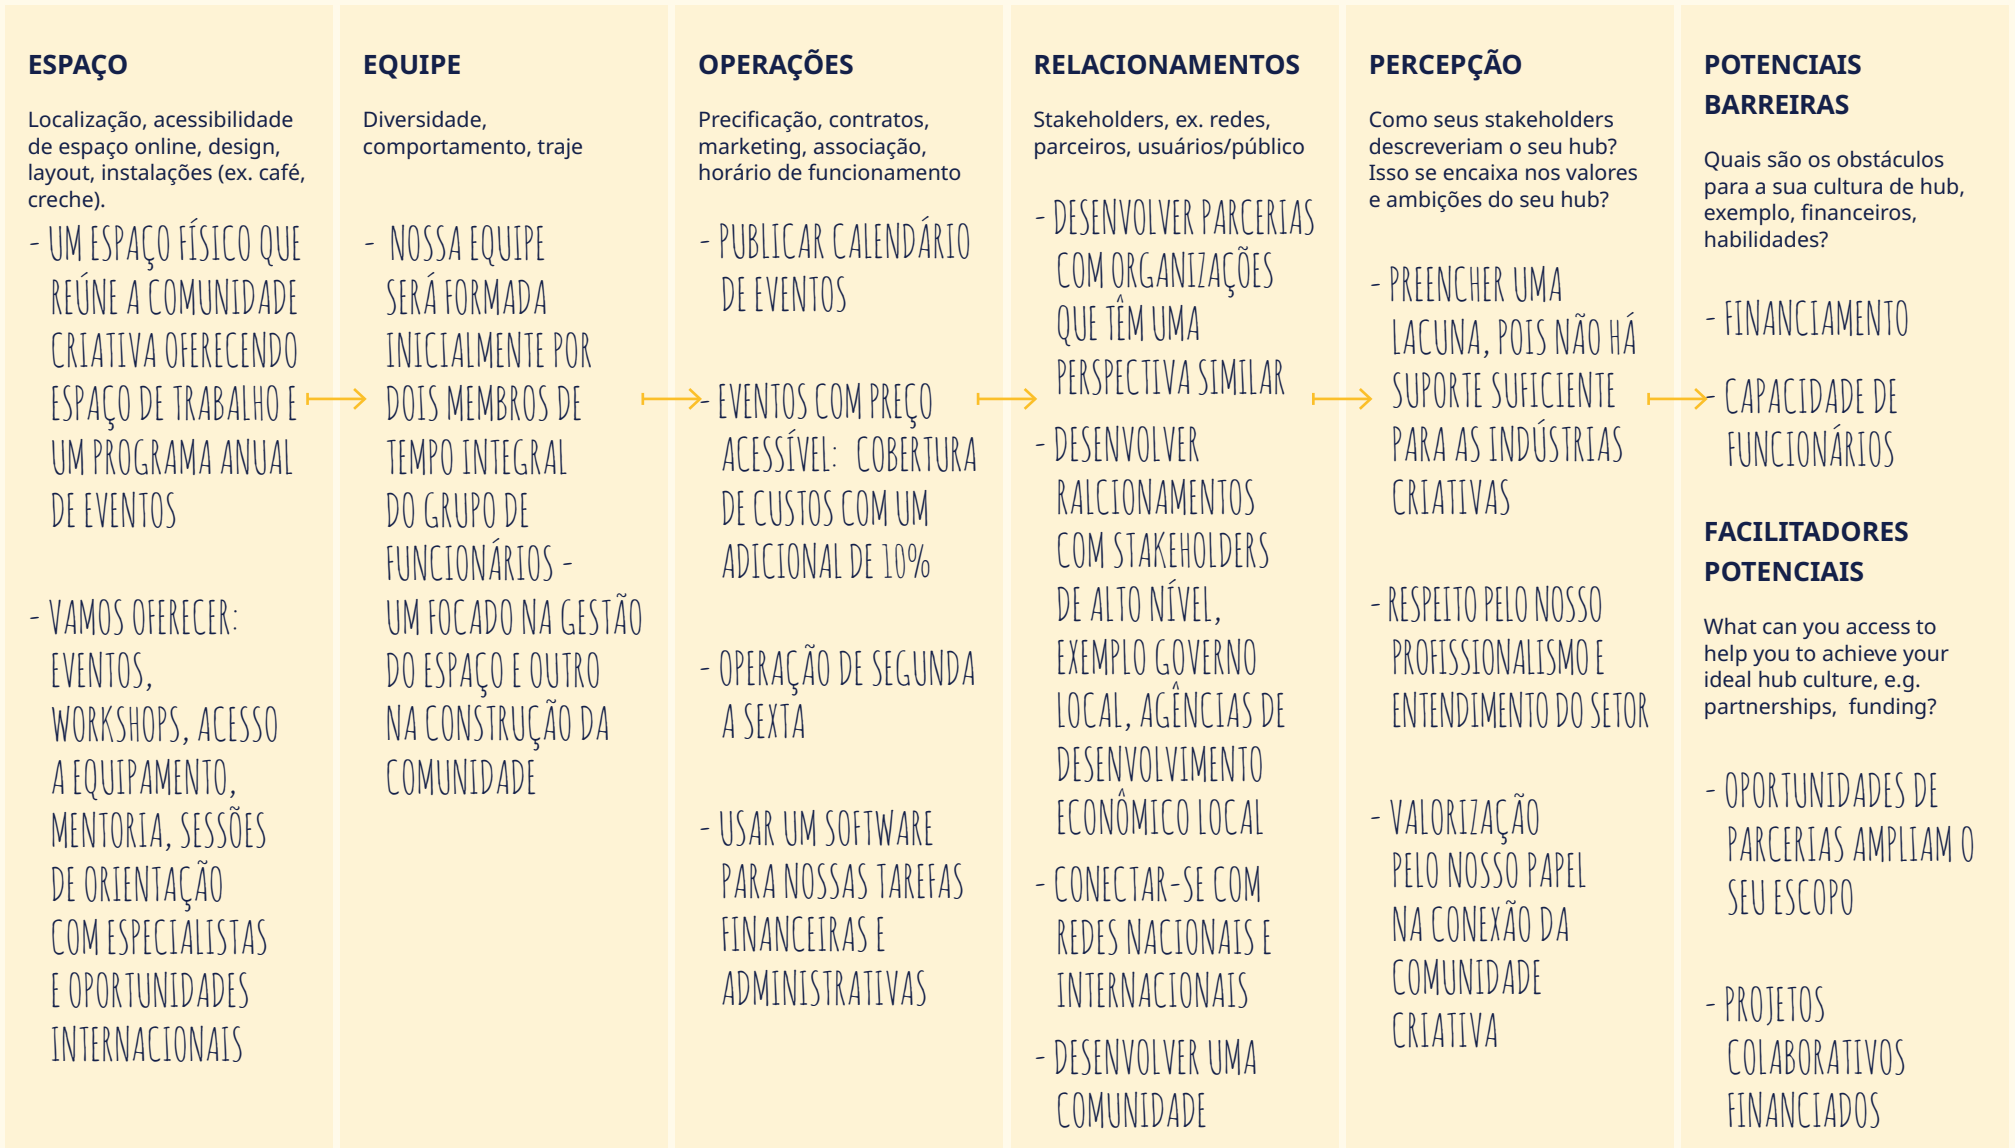 ESPAÇO
Localização, acessibilidade
de espaço online, design,
layout, instalações (ex. café,
creche).
- UM ESPAÇO FÍSICO QUE
REÚNE A COMUNIDADE
CRIATIVA OFERECENDO
ESPAÇO DE TRABALHO E
UM PROGRAMA ANUAL
DE EVENTOS
- VAMOS OFERECER:
EVENTOS,
WORKSHOPS, ACESSO
A EQUIPAMENTO,
MENTORIA, SESSÕES
DE ORIENTAÇÃO
COM ESPECIALISTAS
E OPORTUNIDADES
INTERNACIONAIS
EQUIPE
Diversidade,
comportamento, traje
- NOSSA EQUIPE
SERÁ FORMADA
INICIALMENTE POR
DOIS MEMBROS DE
TEMPO INTEGRAL
DO GRUPO DE
FUNCIONÁRIOS -
UM FOCADO NA GESTÃO
DO ESPAÇO E OUTRO
NA CONSTRUÇÃO DA
COMUNIDADE
OPERAÇÕES
Precificação, contratos,
marketing, associação,
horário de funcionamento
- PUBLICAR CALENDÁRIO
DE EVENTOS
- EVENTOS COM PREÇO
ACESSÍVEL: COBERTURA
DE CUSTOS COM UM
ADICIONAL DE 10%
- OPERAÇÃO DE SEGUNDA
A SEXTA
- USAR UM SOFTWARE
PARA NOSSAS TAREFAS
FINANCEIRAS E
ADMINISTRATIVAS
RELACIONAMENTOS
Stakeholders, ex. redes,
parceiros, usuários/público
- DESENVOLVER PARCERIAS
COM ORGANIZAÇÕES
QUE TÊM UMA
PERSPECTIVA SIMILAR
- DESENVOLVER
RALCIONAMENTOS
COM STAKEHOLDERS
DE ALTO NÍVEL,
EXEMPLO GOVERNO
LOCAL, AGÊNCIAS DE
DESENVOLVIMENTO
ECONÔMICO LOCAL
- CONECTAR-SE COM
REDES NACIONAIS E
INTERNACIONAIS
- DESENVOLVER UMA
COMUNIDADE
PERCEPÇÃO
Como seus stakeholders
descreveriam o seu hub?
Isso se encaixa nos valores
e ambições do seu hub?
- PREENCHER UMA
LACUNA, POIS NÃO HÁ
SUPORTE SUFICIENTE
PARA AS INDÚSTRIAS
CRIATIVAS
- RESPEITO PELO NOSSO
PROFISSIONALISMO E
ENTENDIMENTO DO SETOR
- VALORIZAÇÃO
PELO NOSSO PAPEL
NA CONEXÃO DA
COMUNIDADE
CRIATIVA
POTENCIAIS
BARREIRAS
Quais são os obstáculos
para a sua cultura de hub,
exemplo, financeiros,
habilidades?
- FINANCIAMENTO
- CAPACIDADE DE
FUNCIONÁRIOS
FACILITADORES
POTENCIAIS
What can you access to
help you to achieve your
ideal hub culture, e.g.
partnerships, funding?
- OPORTUNIDADES DE
PARCERIAS AMPLIAM O
SEU ESCOPO
- PROJETOS
COLABORATIVOS
FINANCIADOS